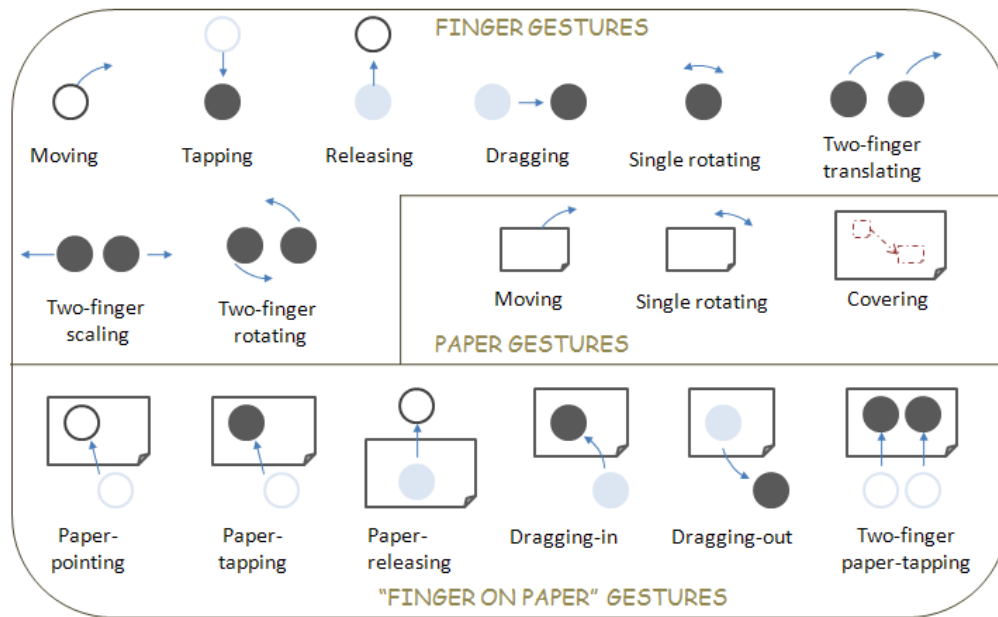 FINGER GESTURES
Moving
Tapping
Releasing
Dragging
Single rotating
Two-finger
translating
Two-finger
scaling
Two-finger
rotating
Moving
Single rotating
Covering
PAPER GESTURES
Paper-
pointing
Paper-
tapping
Paper-
releasing
Dragging-in
Dragging-out
Two-finger
paper-tapping
“FINGER ON PAPER” GESTURES